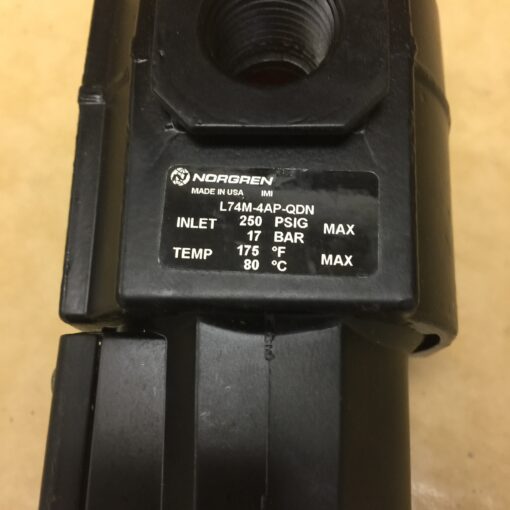 NORGREN
MADE IN USA IMI
L74M-4AP-QDN
INLET 250 PSIG MAX
17 BAR
TEMP 175 °F MAX
80 °C